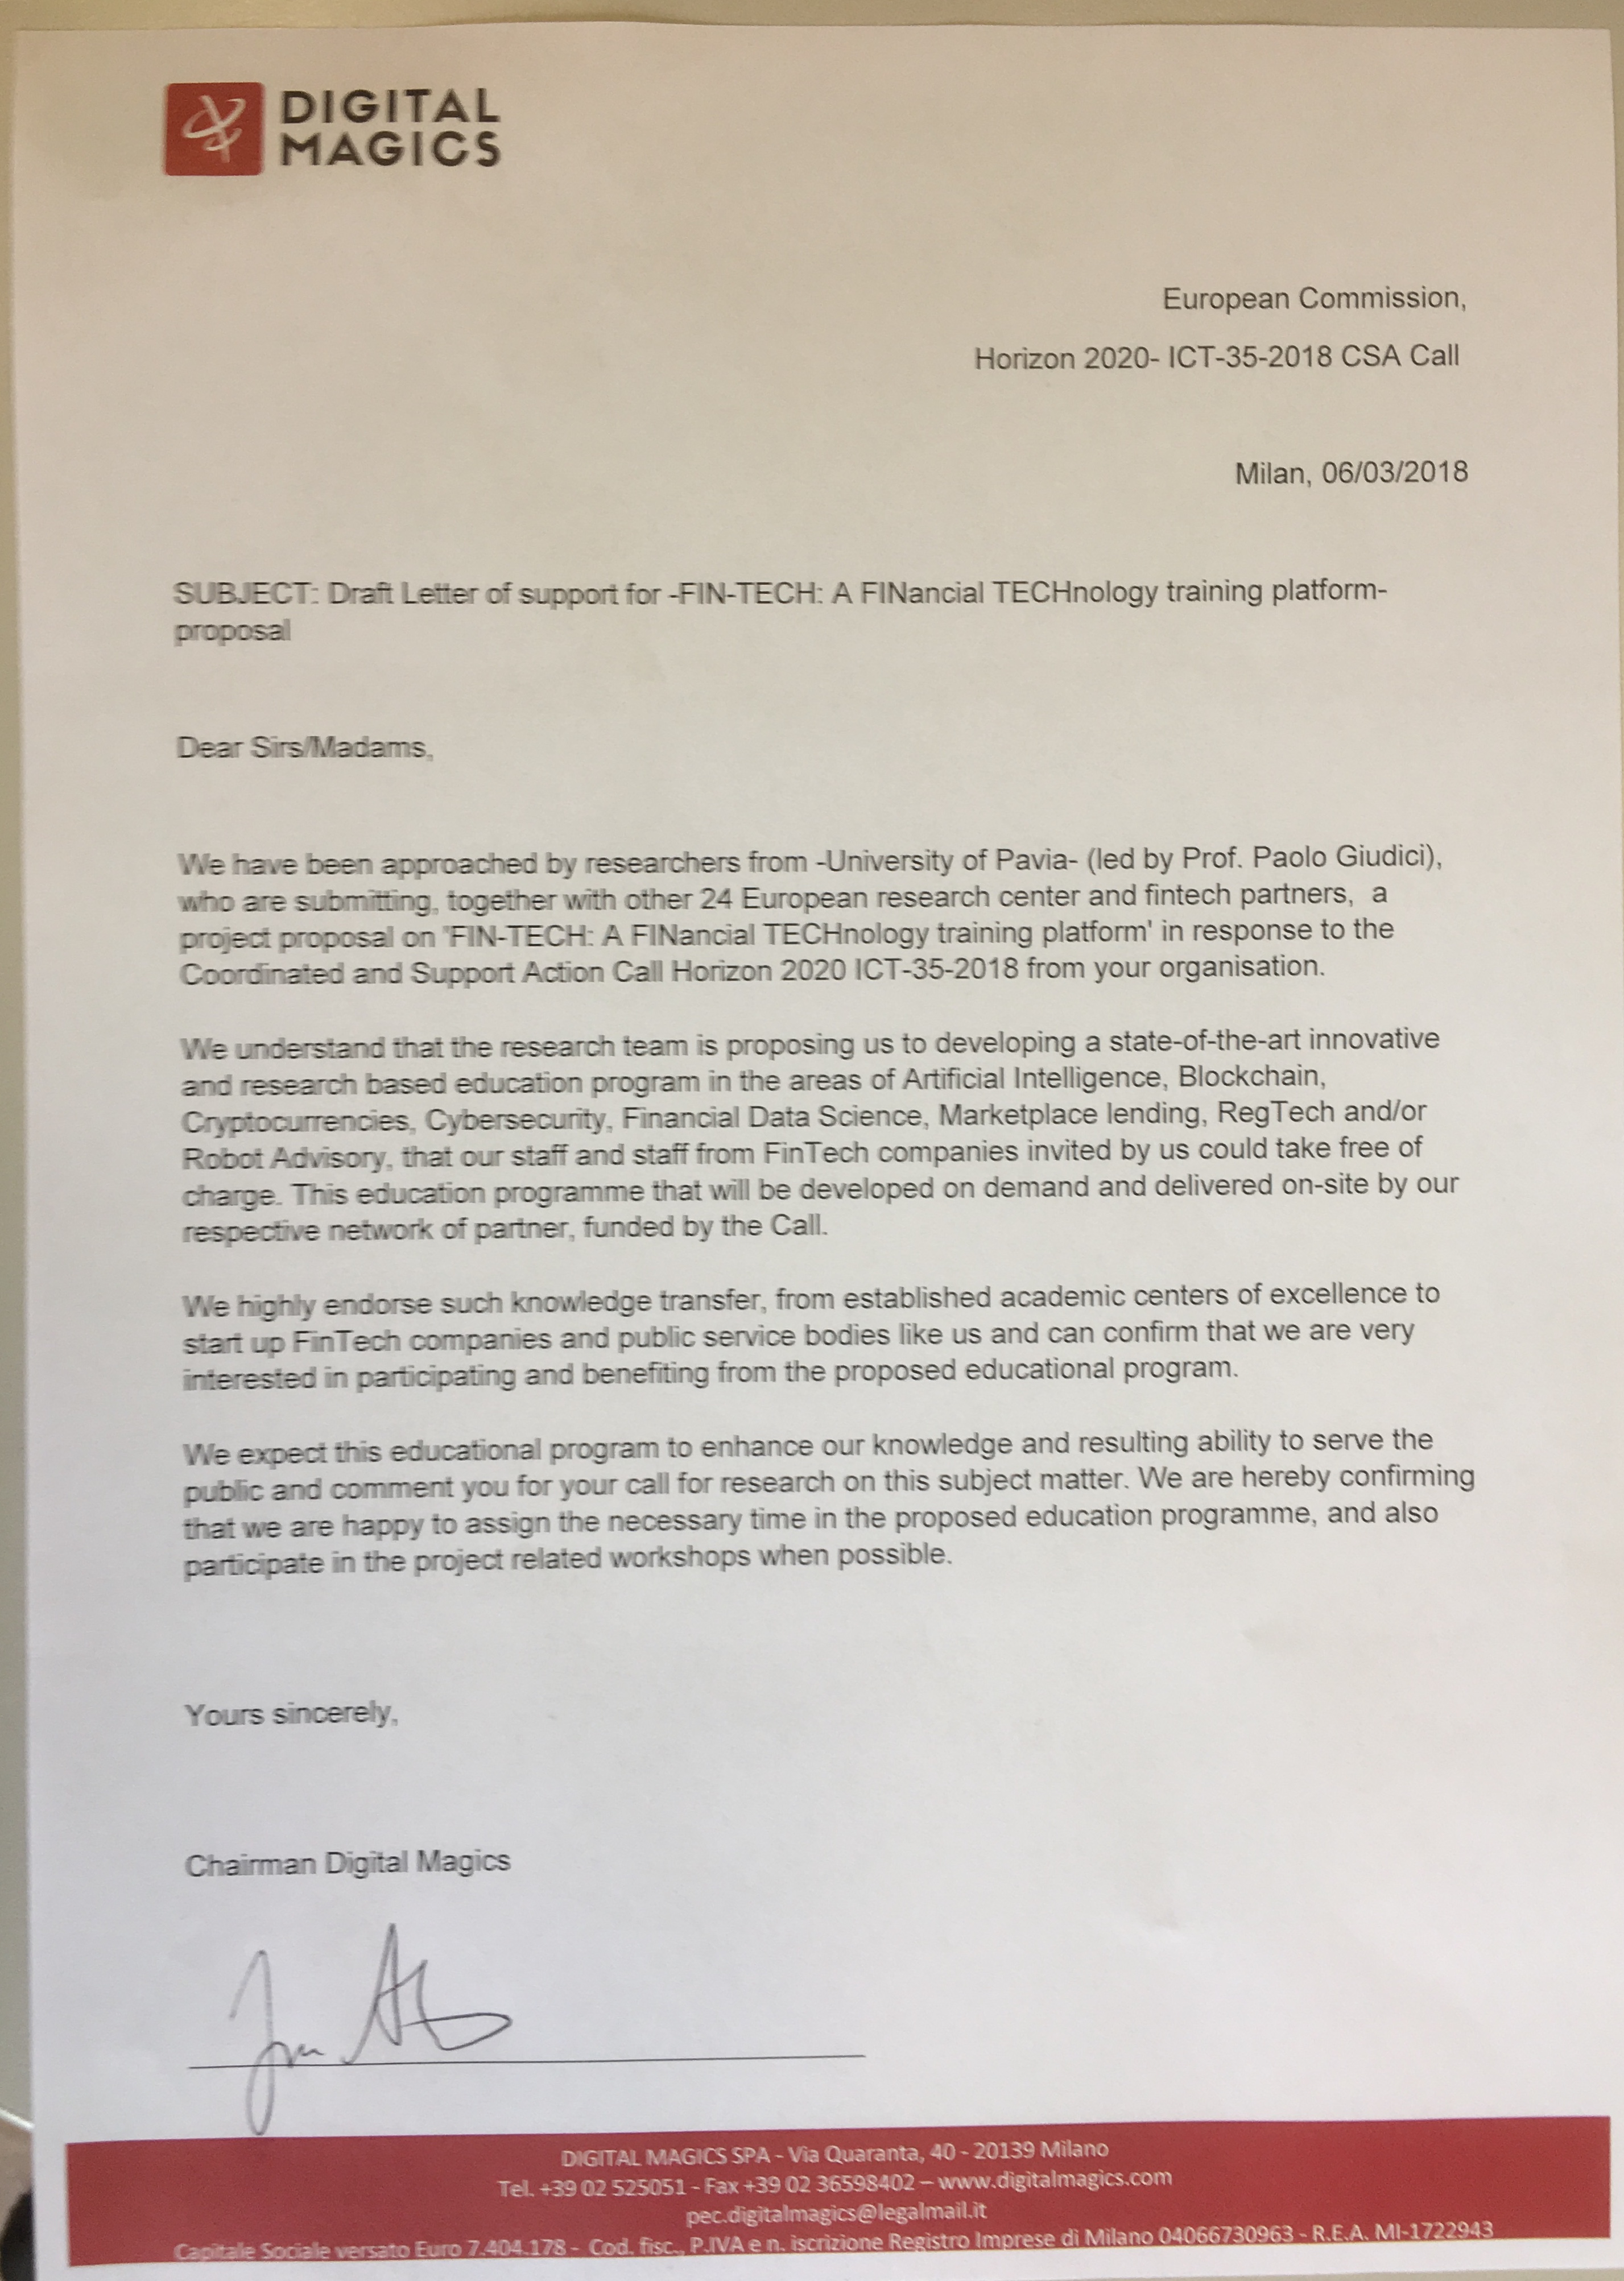 DIGITAL
MAGICS
European Commission,
Horizon 2020- ICT-35-2018 CSA Call
Milan, 06/03/2018
SUBJECT: Draft Letter of support for -FIN-TECH: A FINancial TECHnology training platform-
proposal
Dear Sirs/Madams,
We have been approached by researchers from -University of Pavia- (led by Prof. Paolo Giudici),
who are submitting, together with other 24 European research center and fintech partners, a
project proposal on 'FIN-TECH: A FINancial TECHnology training platform' in response to the
Coordinated and Support Action Call Horizon 2020 ICT-35-2018 from your organisation.
We understand that the research team is proposing us to developing a state-of-the-art innovative
and research based education program in the areas of Artificial Intelligence, Blockchain,
Cryptocurrencies, Cybersecurity, Financial Data Science, Marketplace lending, RegTech and/or
Robot Advisory, that our staff and staff from FinTech companies invited by us could take free of
charge. This education programme that will be developed on demand and delivered on-site by our
respective network of partner, funded by the Call.
We highly endorse such knowledge transfer, from established academic centers of excellence to
start up FinTech companies and public service bodies like us and can confirm that we are very
interested in participating and benefiting from the proposed educational program.
We expect this educational program to enhance our knowledge and resulting ability to serve the
public and comment you for your call for research on this subject matter. We are hereby confirming
that we are happy to assign the necessary time in the proposed education programme, and also
participate in the project related workshops when possible.
Yours sincerely,
Chairman Digital Magics
DIGITAL MAGICS SPA - Via Quaranta, 40 - 20139 Milano
Tel. +39 02 525051 - Fax +39 02 36598402 – www.digitalmagics.com
pec.digitalmagics@legalmail.it
Capitale Sociale versato Euro 7.404.178 - Cod. fisc., P.IVA e n. iscrizione Registro Imprese di Milano 04066730963 - R.E.A. MI-1722943